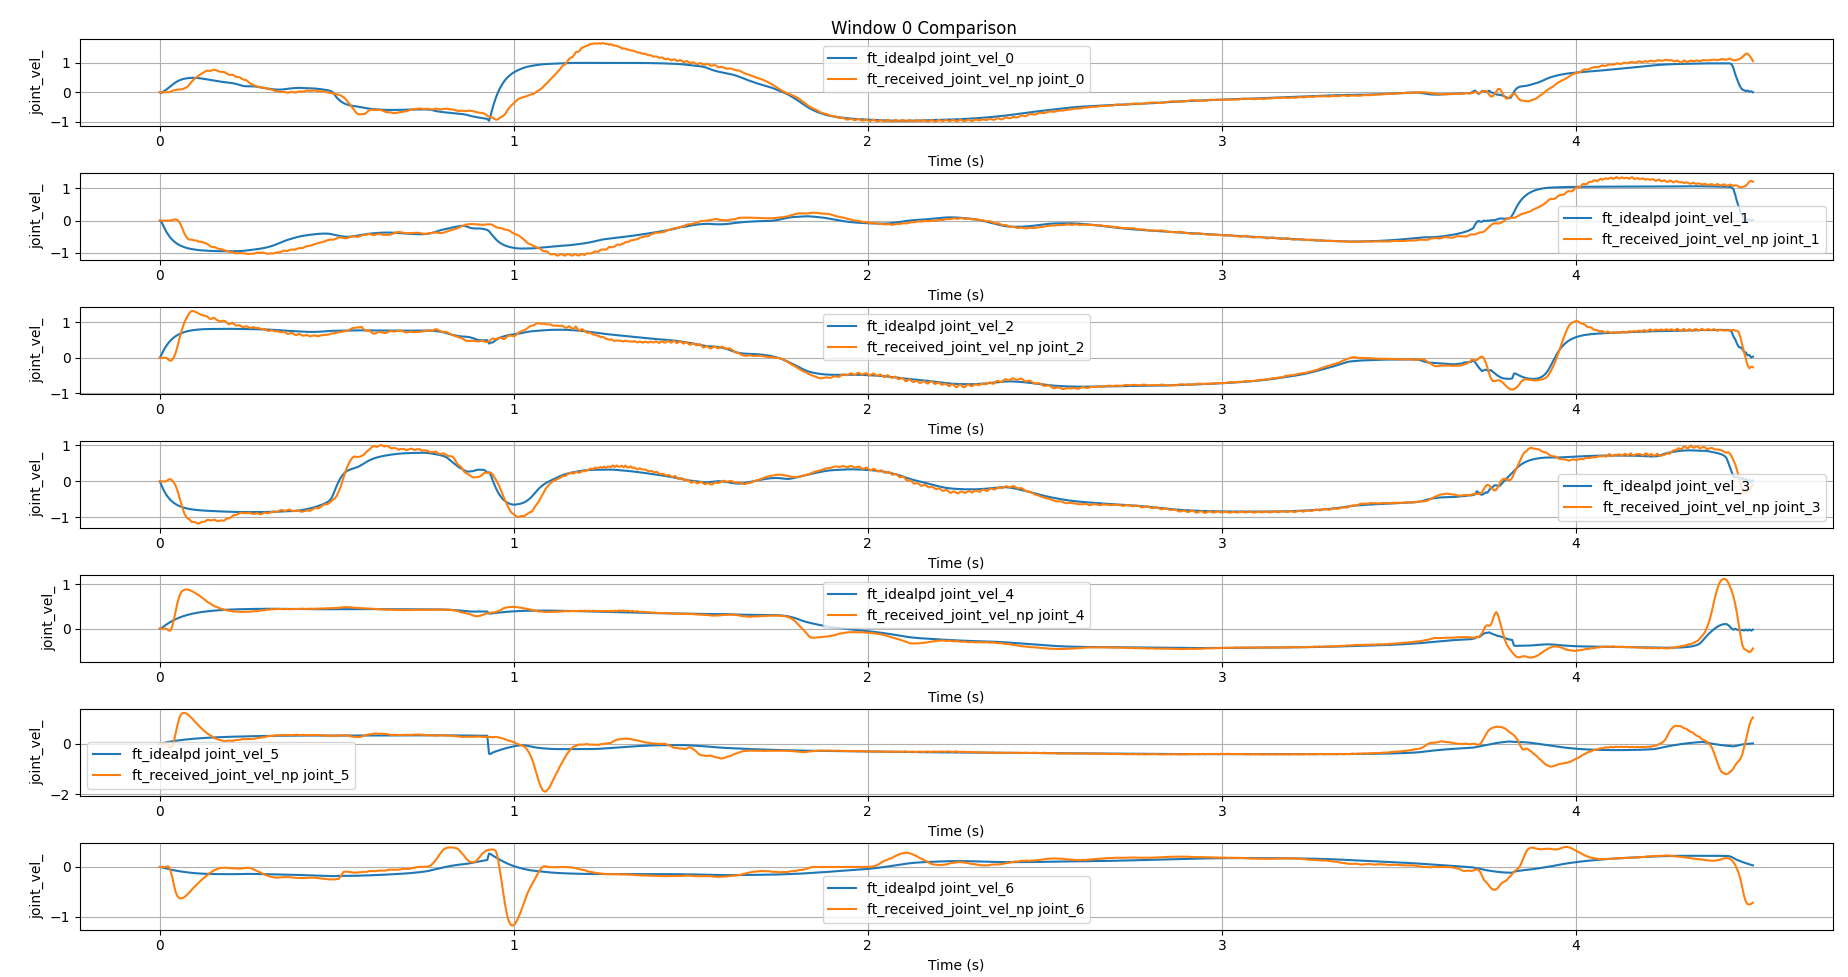 Window 0 Comparison
joint_vel_
1
0
−1
ft_idealpd joint_vel_0
ft_received_joint_vel_np joint_0
0 1 2 3 4
Time (s)
joint_vel_
1
0
−1
ft_idealpd joint_vel_1
ft_received_joint_vel_np joint_1
0 1 2 3 4
Time (s)
joint_vel_
1
0
−1
ft_idealpd joint_vel_2
ft_received_joint_vel_np joint_2
0 1 2 3 4
Time (s)
joint_vel_
1
0
−1
ft_idealpd joint_vel_3
ft_received_joint_vel_np joint_3
0 1 2 3 4
Time (s)
joint_vel_
1
0
ft_idealpd joint_vel_4
ft_received_joint_vel_np joint_4
0 1 2 3 4
Time (s)
joint_vel_
0
−2
ft_idealpd joint_vel_5
ft_received_joint_vel_np joint_5
0 1 2 3 4
Time (s)
joint_vel_
0
−1
ft_idealpd joint_vel_6
ft_received_joint_vel_np joint_6
0 1 2 3 4
Time (s)